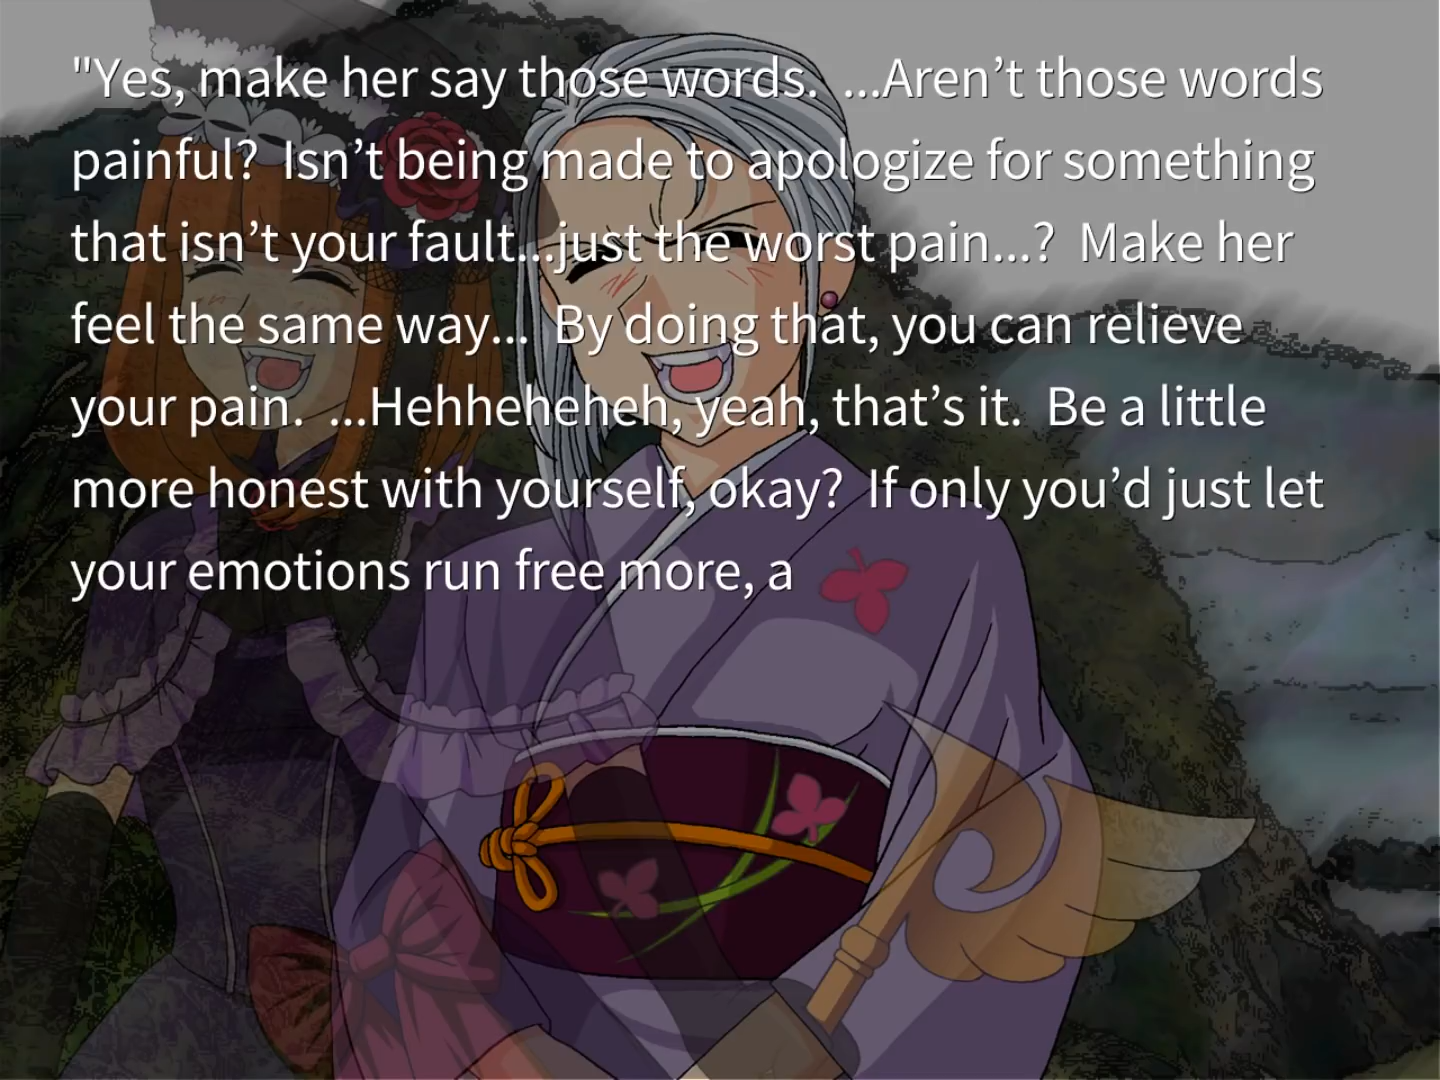 "Yes, make her say those words.  ...Aren’t those words
painful?  Isn’t being made to apologize for something
that isn’t your fault...just the worst pain...?  Make her
feel the same way...  By doing that, you can relieve
your pain.  ...Hehheheheh, yeah, that’s it.  Be a little
more honest with yourself, okay?  If only you’d just let
your emotions run free more, a